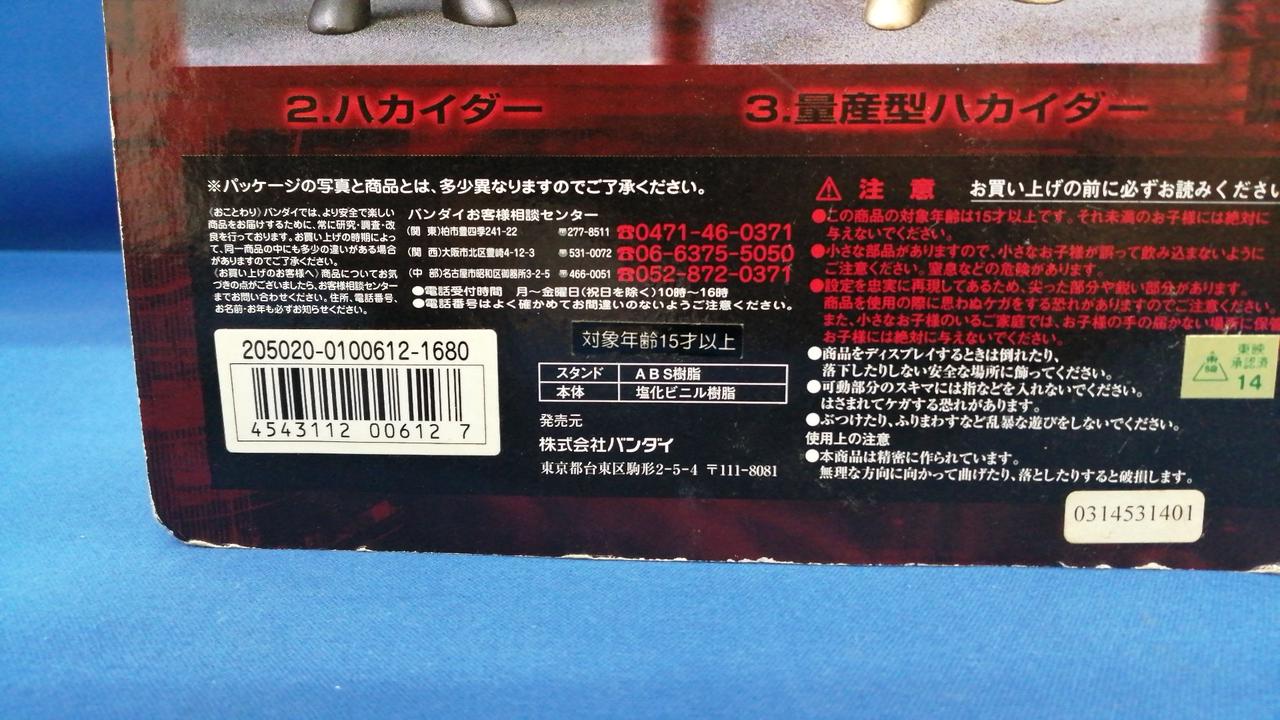 2.ハカイダー
3.量産型ハカイダー
※パッケージの写真と商品とは、多少異なりますのでご了承ください。
《おことわり》バンダイでは、より安全で楽しい
商品をお届けするために、常に研究・調査・改
良を行っております。お買い上げの時期によっ
て、同一商品の中にも多少の違いがある場合
がありますのでご了承ください。
《お買い上げのお客様へ》商品についてお気
づきの点がございましたら、お客様相談センター
までお問い合わせください。住所、電話番号、
お名前・お年も必ずお知らせください。
バンダイお客様相談センター
(関 東)柏市豊四季241-22 〒277-8511 ☎0471-46-0371
(関 西)大阪市北区豊崎4-12-3 〒531-0072 ☎06-6375-5050
(中 部)名古屋市昭和区御器所3-2-5 〒466-0051 ☎052-872-0371
●電話受付時間 月〜金曜日(祝日を除く)10時〜16時
●電話番号はよく確かめてお間違いのないようご注意ください。
対象年齢15才以上
205020-0100612-1680
4543112 00612 7
スタンド ABS樹脂
本体 塩化ビニル樹脂
発売元
株式会社バンダイ
東京都台東区駒形2-5-4 〒111-8081
⚠ 注 意 お買い上げの前に必ずお読みくださ
●この商品の対象年齢は15才以上です。それ未満のお子様には絶対に
与えないでください。
●小さな部品がありますので、小さなお子様が誤って飲み込まないように
ご注意ください。窒息などの危険があります。
●設定を忠実に再現してあるため、尖った部分や鋭い部分があります。
商品を使用の際に思わぬケガをする恐れがありますのでご注意ください。
また、小さなお子様のいるご家庭では、お子様の手の届かない場所に保管
お子様には絶対に与えないでください。
●商品をディスプレイするときは倒れたり、
落下したりしない安全な場所に飾ってください。
●可動部分のスキマには指などを入れないでください。
はさまれてケガする恐れがあります。
●ぶつけたり、ふりまわすなど乱暴な遊びをしないでください。
使用上の注意
●本商品は精密に作られています。
無理な方向に向かって曲げたり、落としたりすると破損します。
東映
承認済
14
0314531401